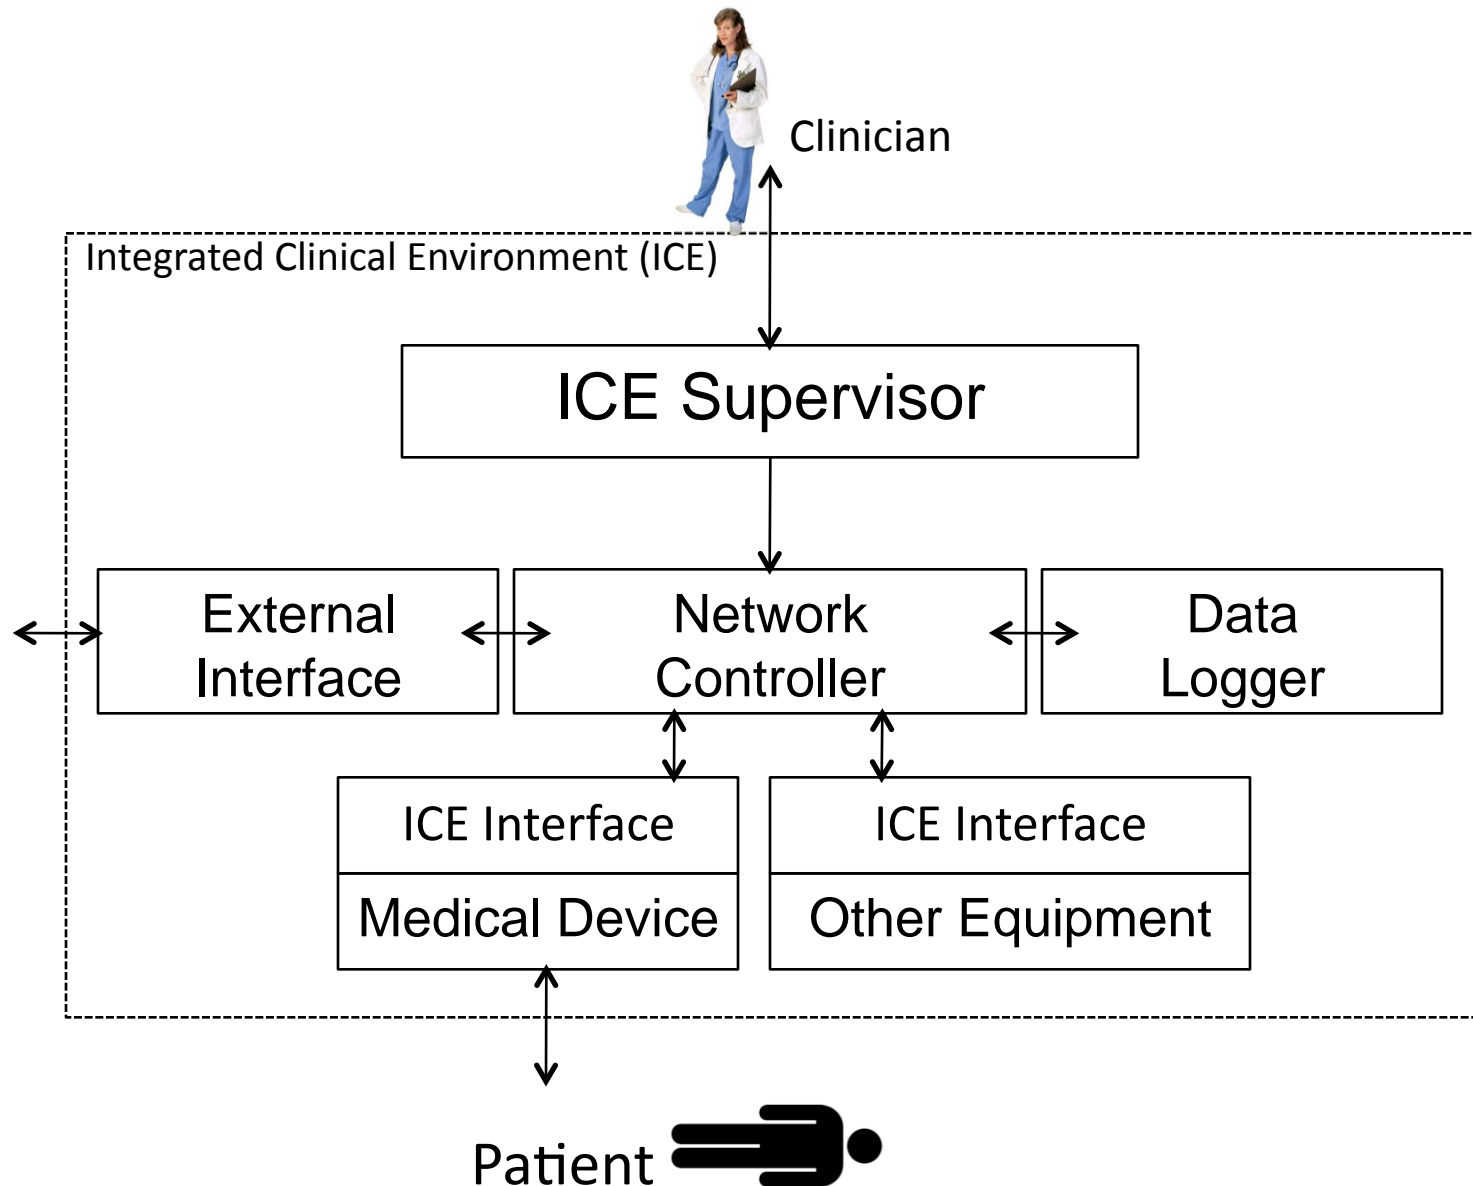 Clinician
Integrated Clinical Environment (ICE)
ICE Supervisor
External
Interface
Network
Controller
Data
Logger
ICE Interface
Medical Device
ICE Interface
Other Equipment
Patient